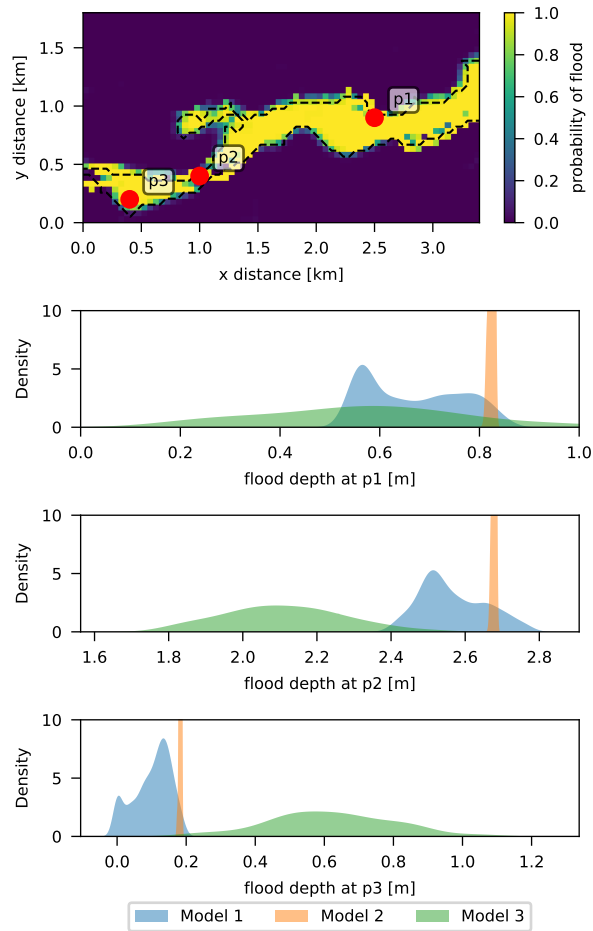 1.5
1.0
0.5
0.0
y distance [km]
p1
p2
p3
0.0 0.5 1.0 1.5 2.0 2.5 3.0
x distance [km]
1.0
0.8
0.6
0.4
0.2
0.0
probability of flood
10
5
0
Density
0.0 0.2 0.4 0.6 0.8 1.0
flood depth at p1 [m]
10
5
0
Density
1.6 1.8 2.0 2.2 2.4 2.6 2.8
flood depth at p2 [m]
10
5
0
Density
0.0 0.2 0.4 0.6 0.8 1.0 1.2
flood depth at p3 [m]
Model 1 Model 2 Model 3